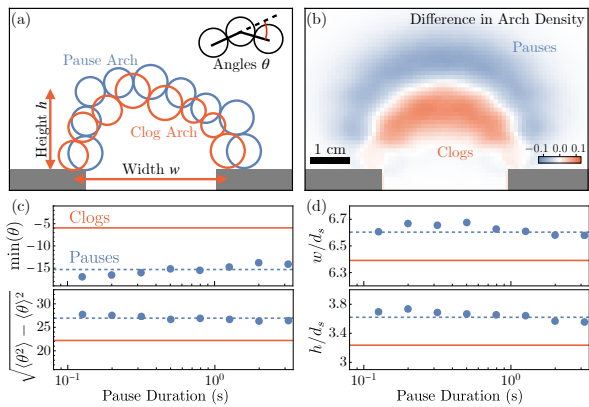 (a)
Pause Arch
Angles θ
Height h
Clog Arch
Width w
(b)
Difference in Arch Density
Pauses
Clogs
1 cm
−0.1 0.0 0.1
(c)
Clogs
Pauses
min(θ)
−5
−10
−15
√⟨θ²⟩ − ⟨θ⟩²
30
25
20
10⁻¹ 10⁰
Pause Duration (s)
(d)
w/dₛ
6.7
6.5
6.3
h/dₛ
3.8
3.4
3
10⁻¹ 10⁰
Pause Duration (s)